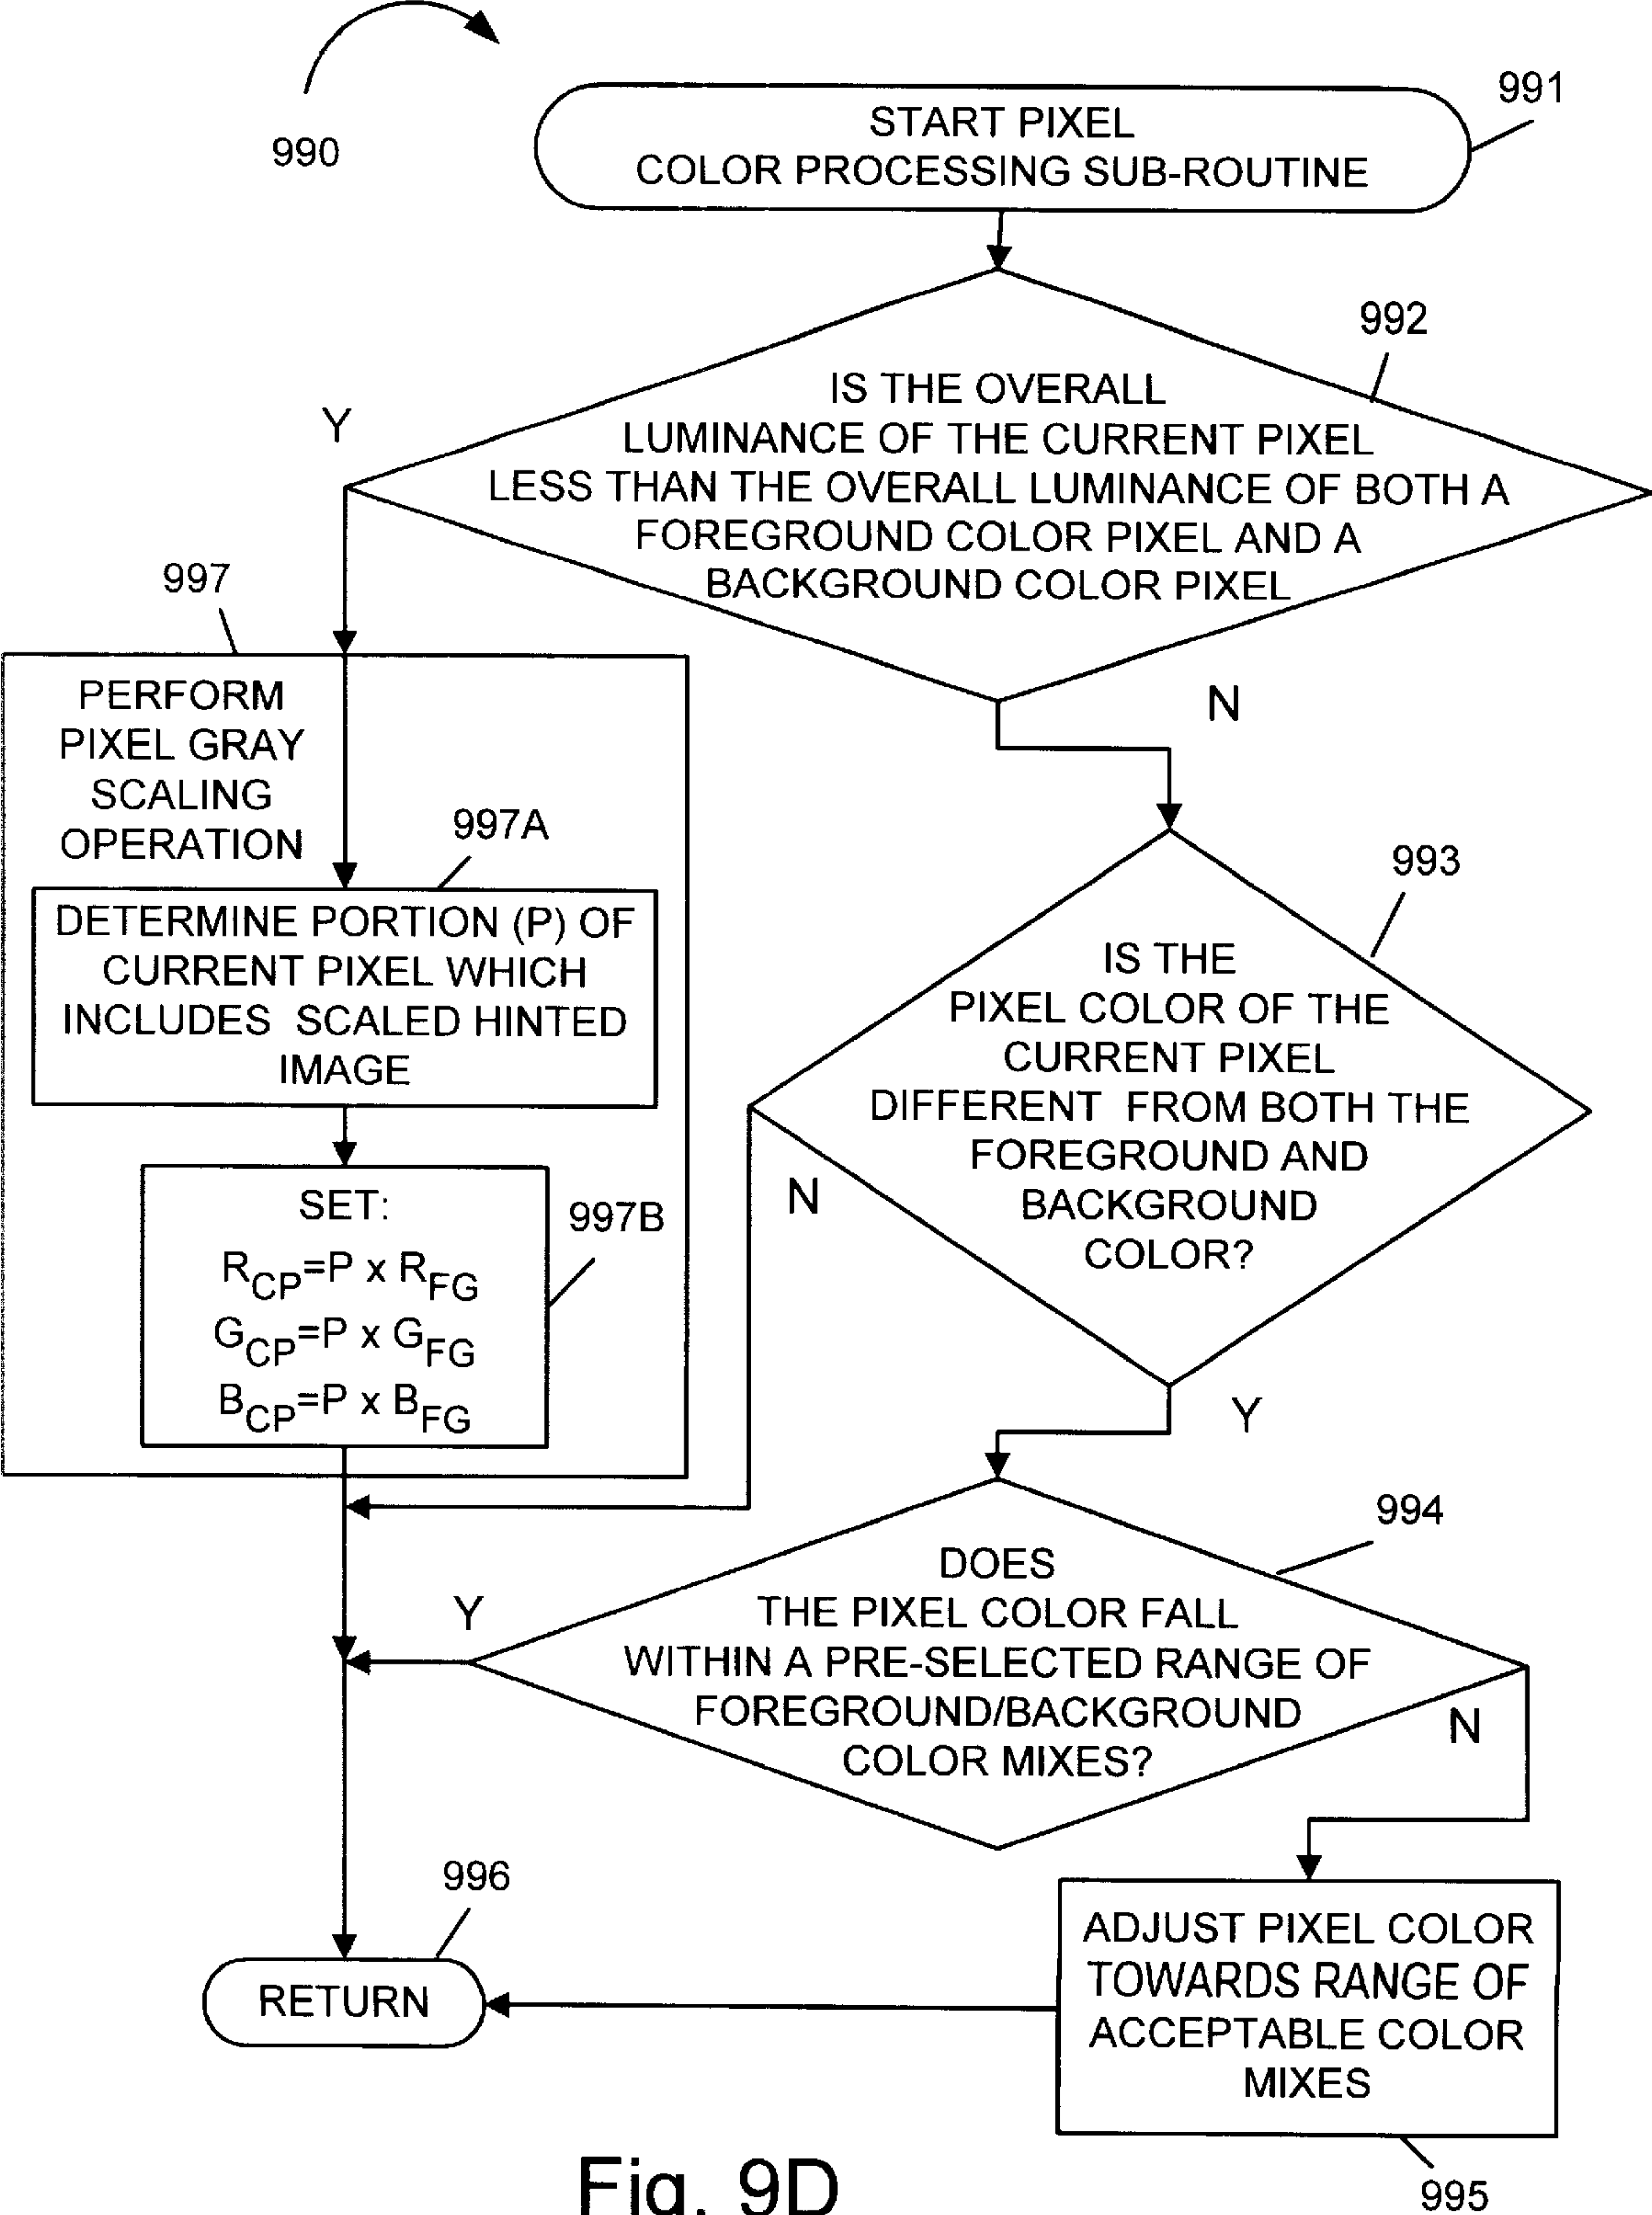 990
991
START PIXEL
COLOR PROCESSING SUB-ROUTINE
992
IS THE OVERALL
LUMINANCE OF THE CURRENT PIXEL
LESS THAN THE OVERALL LUMINANCE OF BOTH A
FOREGROUND COLOR PIXEL AND A
BACKGROUND COLOR PIXEL
Y
N
997
PERFORM
PIXEL GRAY
SCALING
OPERATION
997A
DETERMINE PORTION (P) OF
CURRENT PIXEL WHICH
INCLUDES SCALED HINTED
IMAGE
997B
SET:
RCP=P x RFG
GCP=P x GFG
BCP=P x BFG
993
IS THE
PIXEL COLOR OF THE
CURRENT PIXEL
DIFFERENT FROM BOTH THE
FOREGROUND AND
BACKGROUND
COLOR?
N
Y
994
DOES
THE PIXEL COLOR FALL
WITHIN A PRE-SELECTED RANGE OF
FOREGROUND/BACKGROUND
COLOR MIXES?
Y
N
996
RETURN
ADJUST PIXEL COLOR
TOWARDS RANGE OF
ACCEPTABLE COLOR
MIXES
995
Fig. 9D